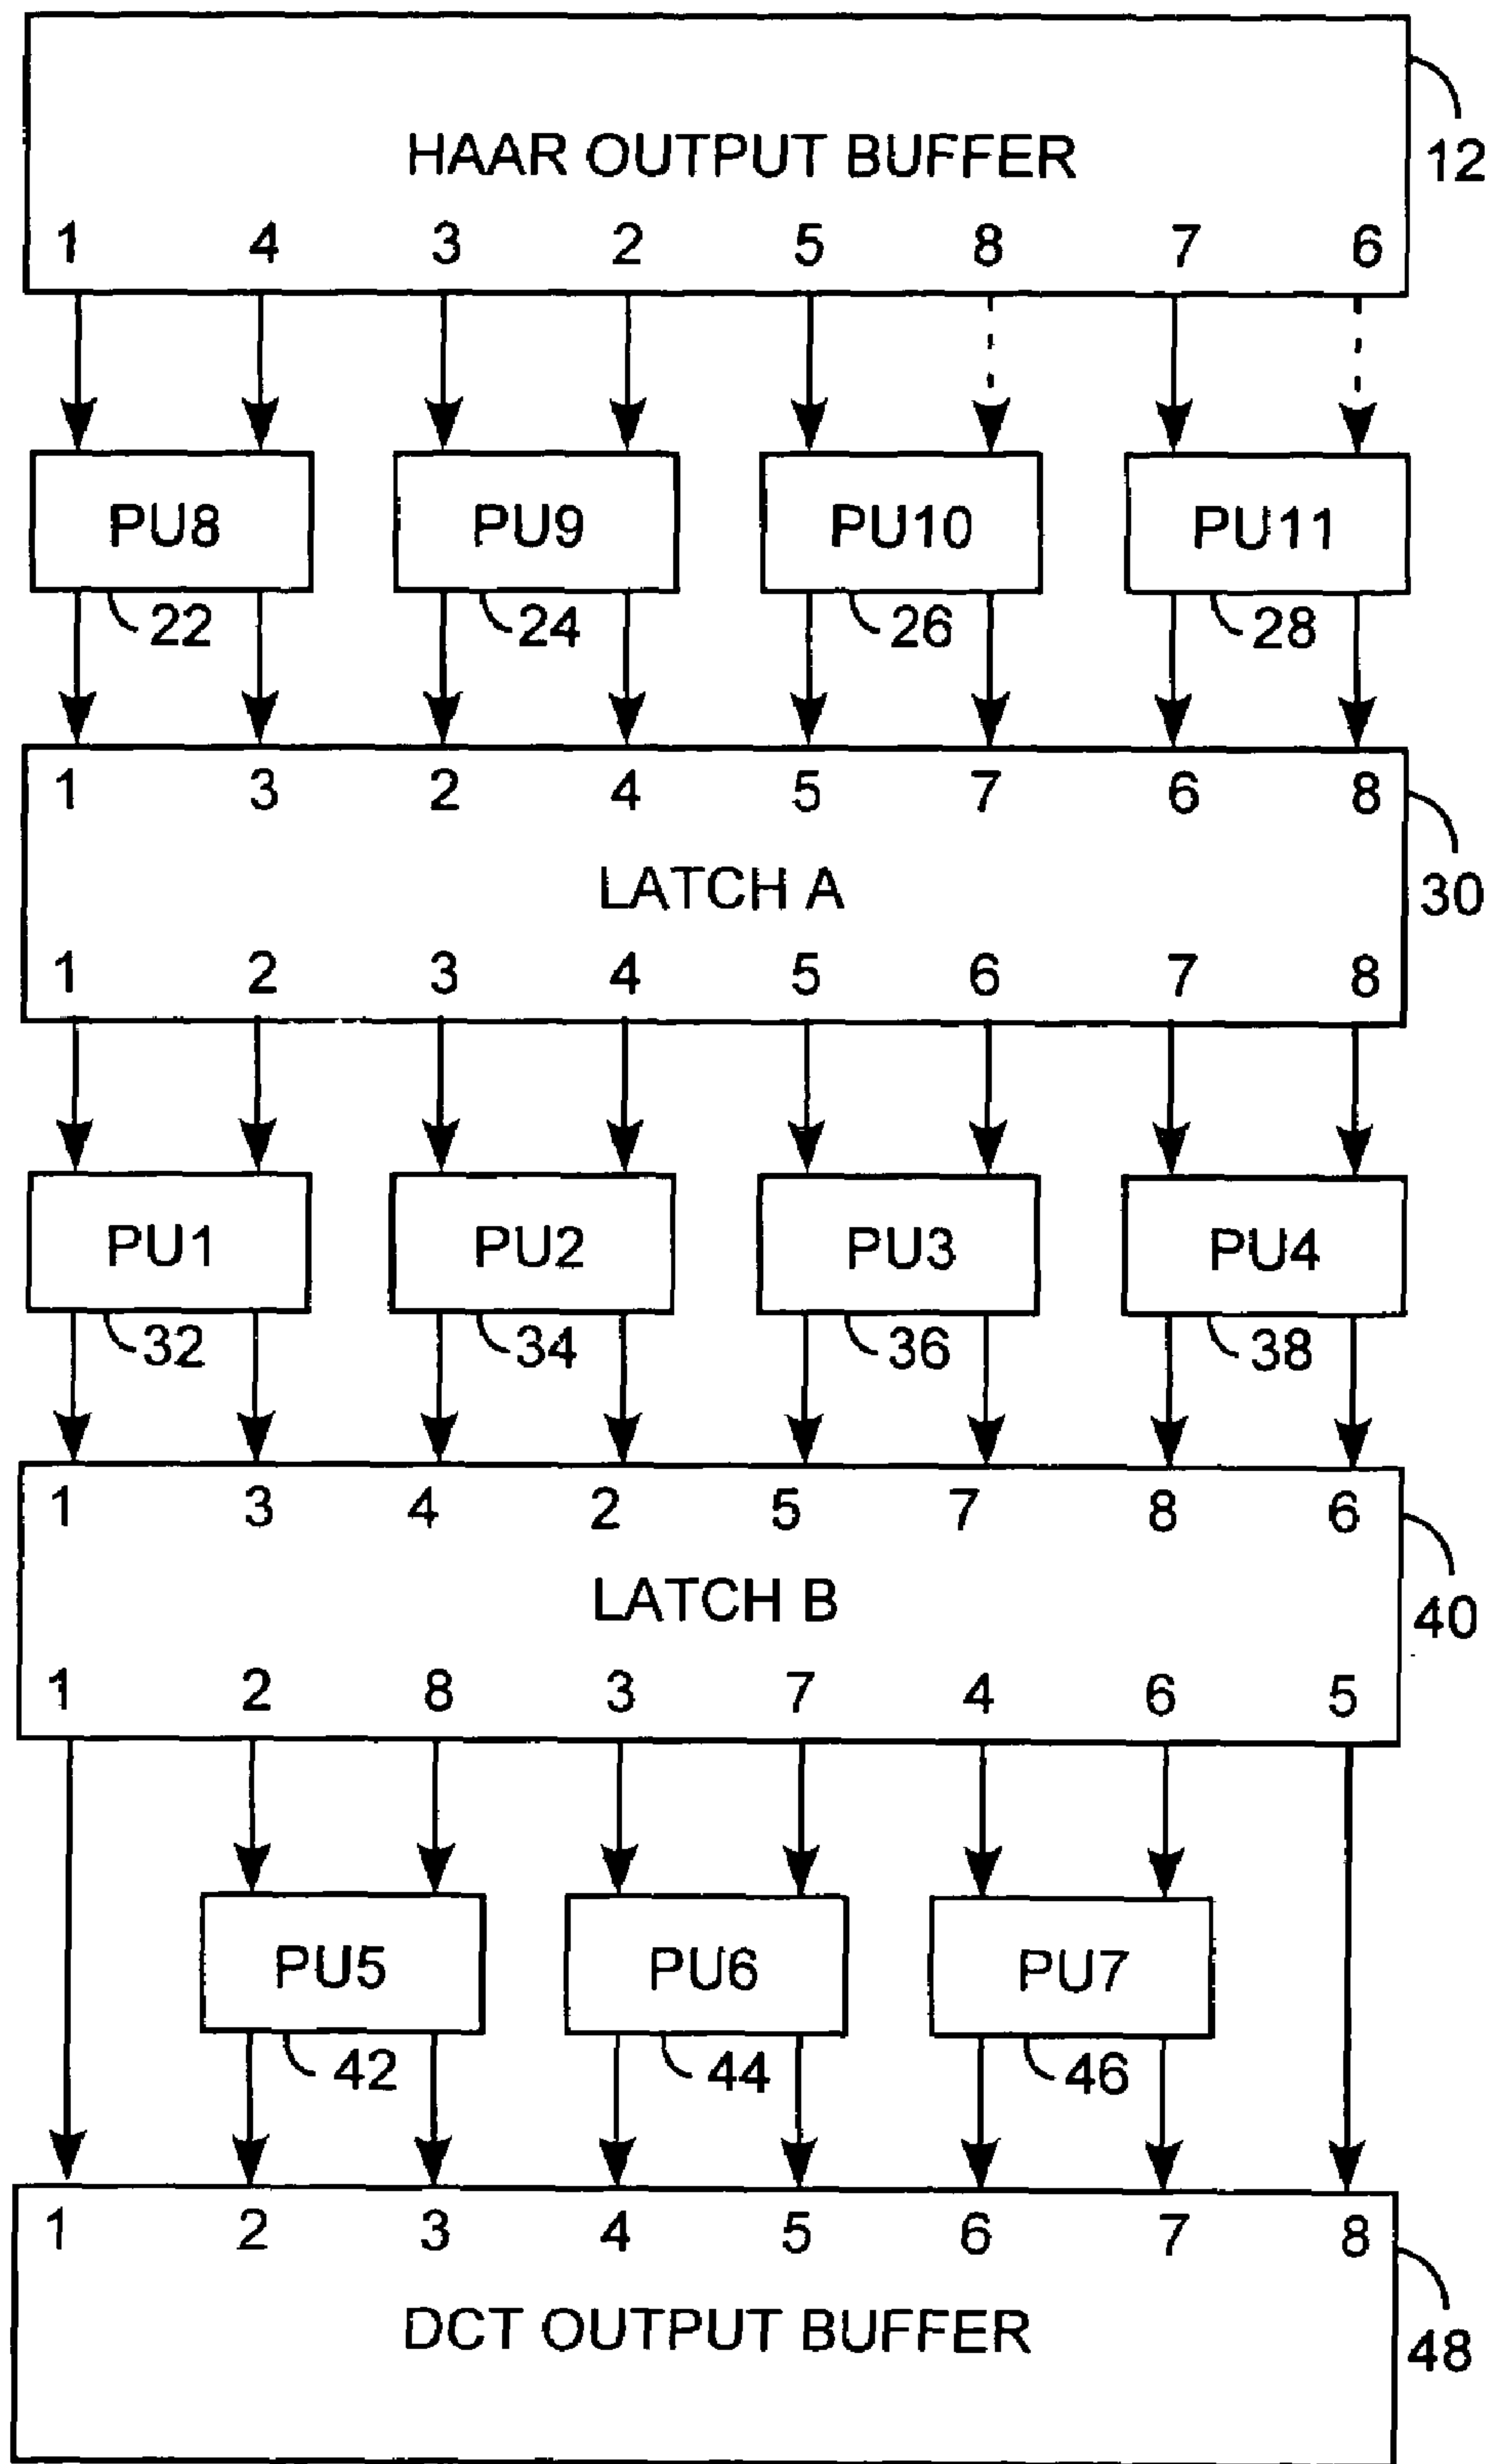 HAAR OUTPUT BUFFER
12
1 4 3 2 5 8 7 6
PU8 PU9 PU10 PU11
22 24 26 28
1 3 2 4 5 7 6 8
LATCH A
30
1 2 3 4 5 6 7 8
PU1 PU2 PU3 PU4
32 34 36 38
1 3 4 2 5 7 8 6
LATCH B
40
1 2 8 3 7 4 6 5
PU5 PU6 PU7
42 44 46
1 2 3 4 5 6 7 8
DCT OUTPUT BUFFER
48